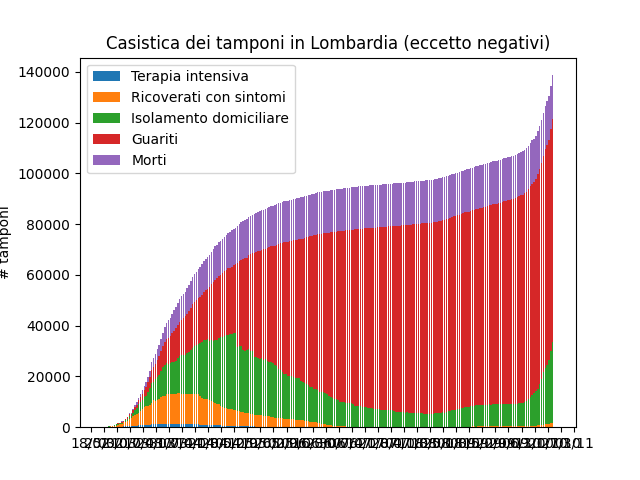 Casistica dei tamponi in Lombardia (eccetto negativi)
140000
120000
100000
80000
60000
40000
20000
0
# tamponi
Terapia intensiva
Ricoverati con sintomi
Isolamento domiciliare
Guariti
Morti